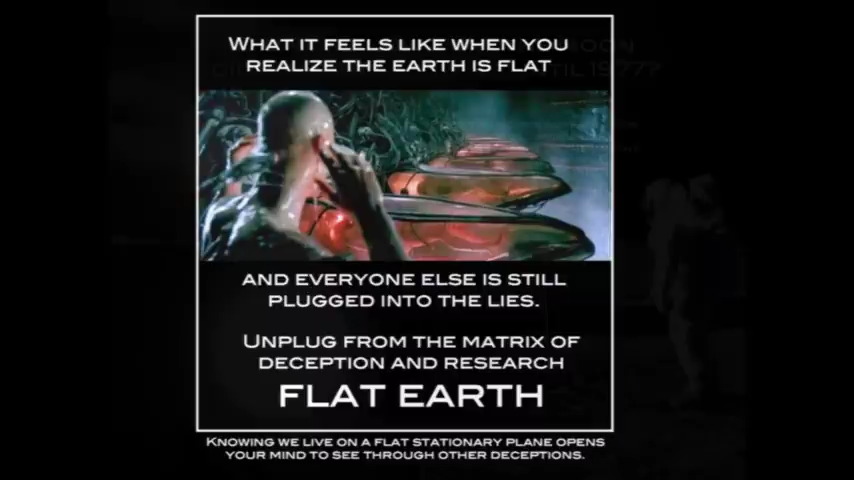 WHAT IT FEELS LIKE WHEN YOU
REALIZE THE EARTH IS FLAT
AND EVERYONE ELSE IS STILL
PLUGGED INTO THE LIES.
UNPLUG FROM THE MATRIX OF
DECEPTION AND RESEARCH
FLAT EARTH
KNOWING WE LIVE ON A FLAT STATIONARY PLANE OPENS
YOUR MIND TO SEE THROUGH OTHER DECEPTIONS.